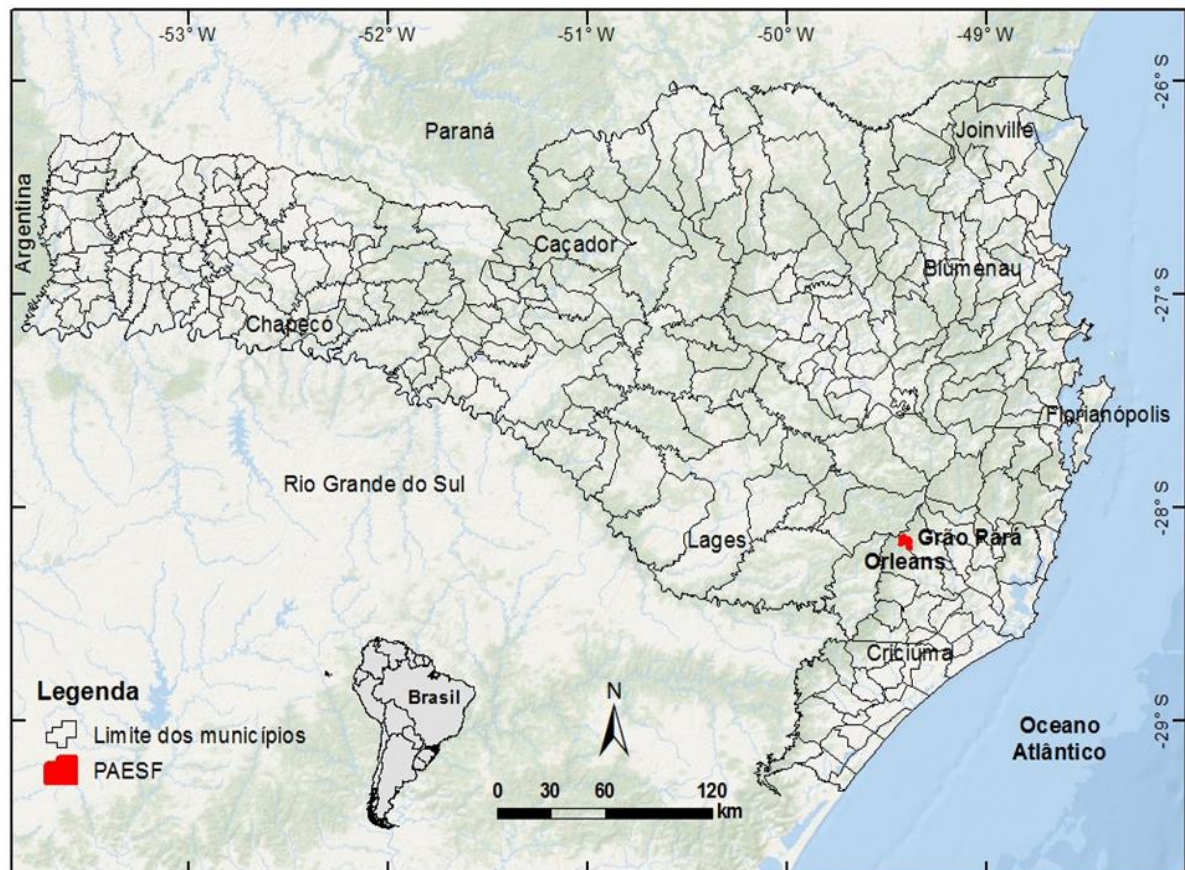 -53° W
-52° W
-51° W
-50° W
-49° W
-26° S
Paraná
Joinville
Argentina
Caçador
Blumenau
-27° S
Chapecó
Florianópolis
Rio Grande do Sul
-28° S
Lages
Grão Pará
Orleans
Criciúma
Legenda
Limite dos municípios
PAESF
Brasil
N
0 30 60 120
km
-29° S
Oceano
Atlântico